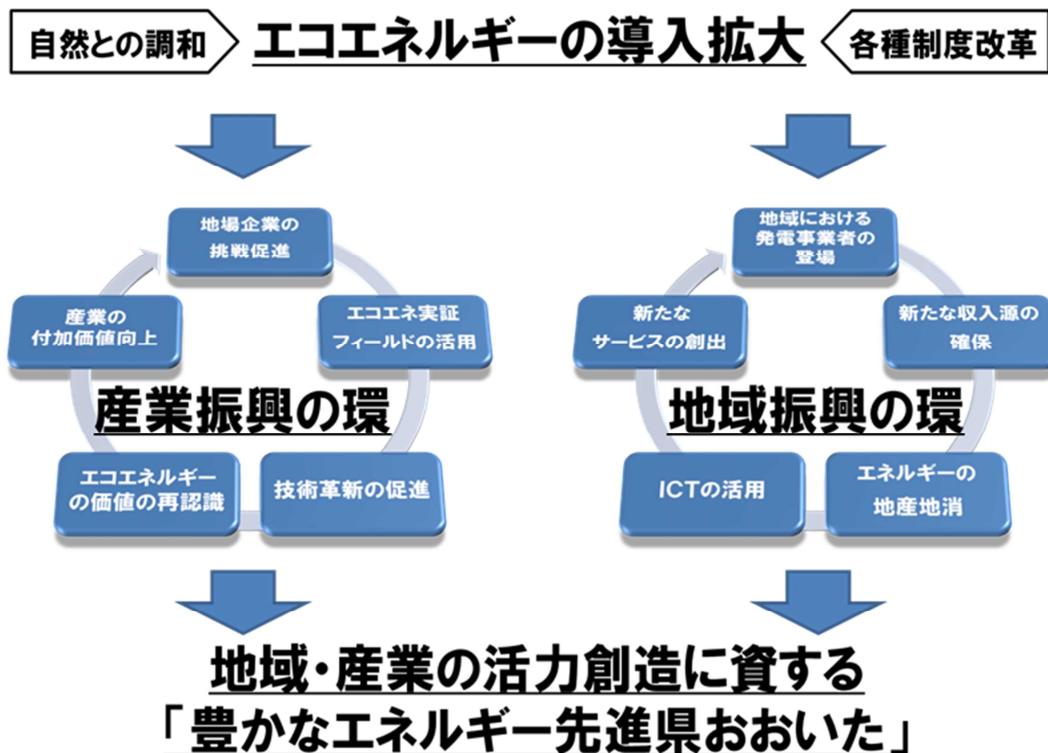 自然との調和
エコエネルギーの導入拡大
各種制度改革
地場企業の
挑戦促進
エコエネ実証
フィールドの活用
技術革新の促進
エコエネルギー
の価値の再認識
産業の
付加価値向上
産業振興の環
地域における
発電事業者の
登場
新たな収入源の
確保
エネルギーの
地産地消
ICTの活用
新たな
サービスの創出
地域振興の環
地域・産業の活力創造に資する
「豊かなエネルギー先進県おおいた」